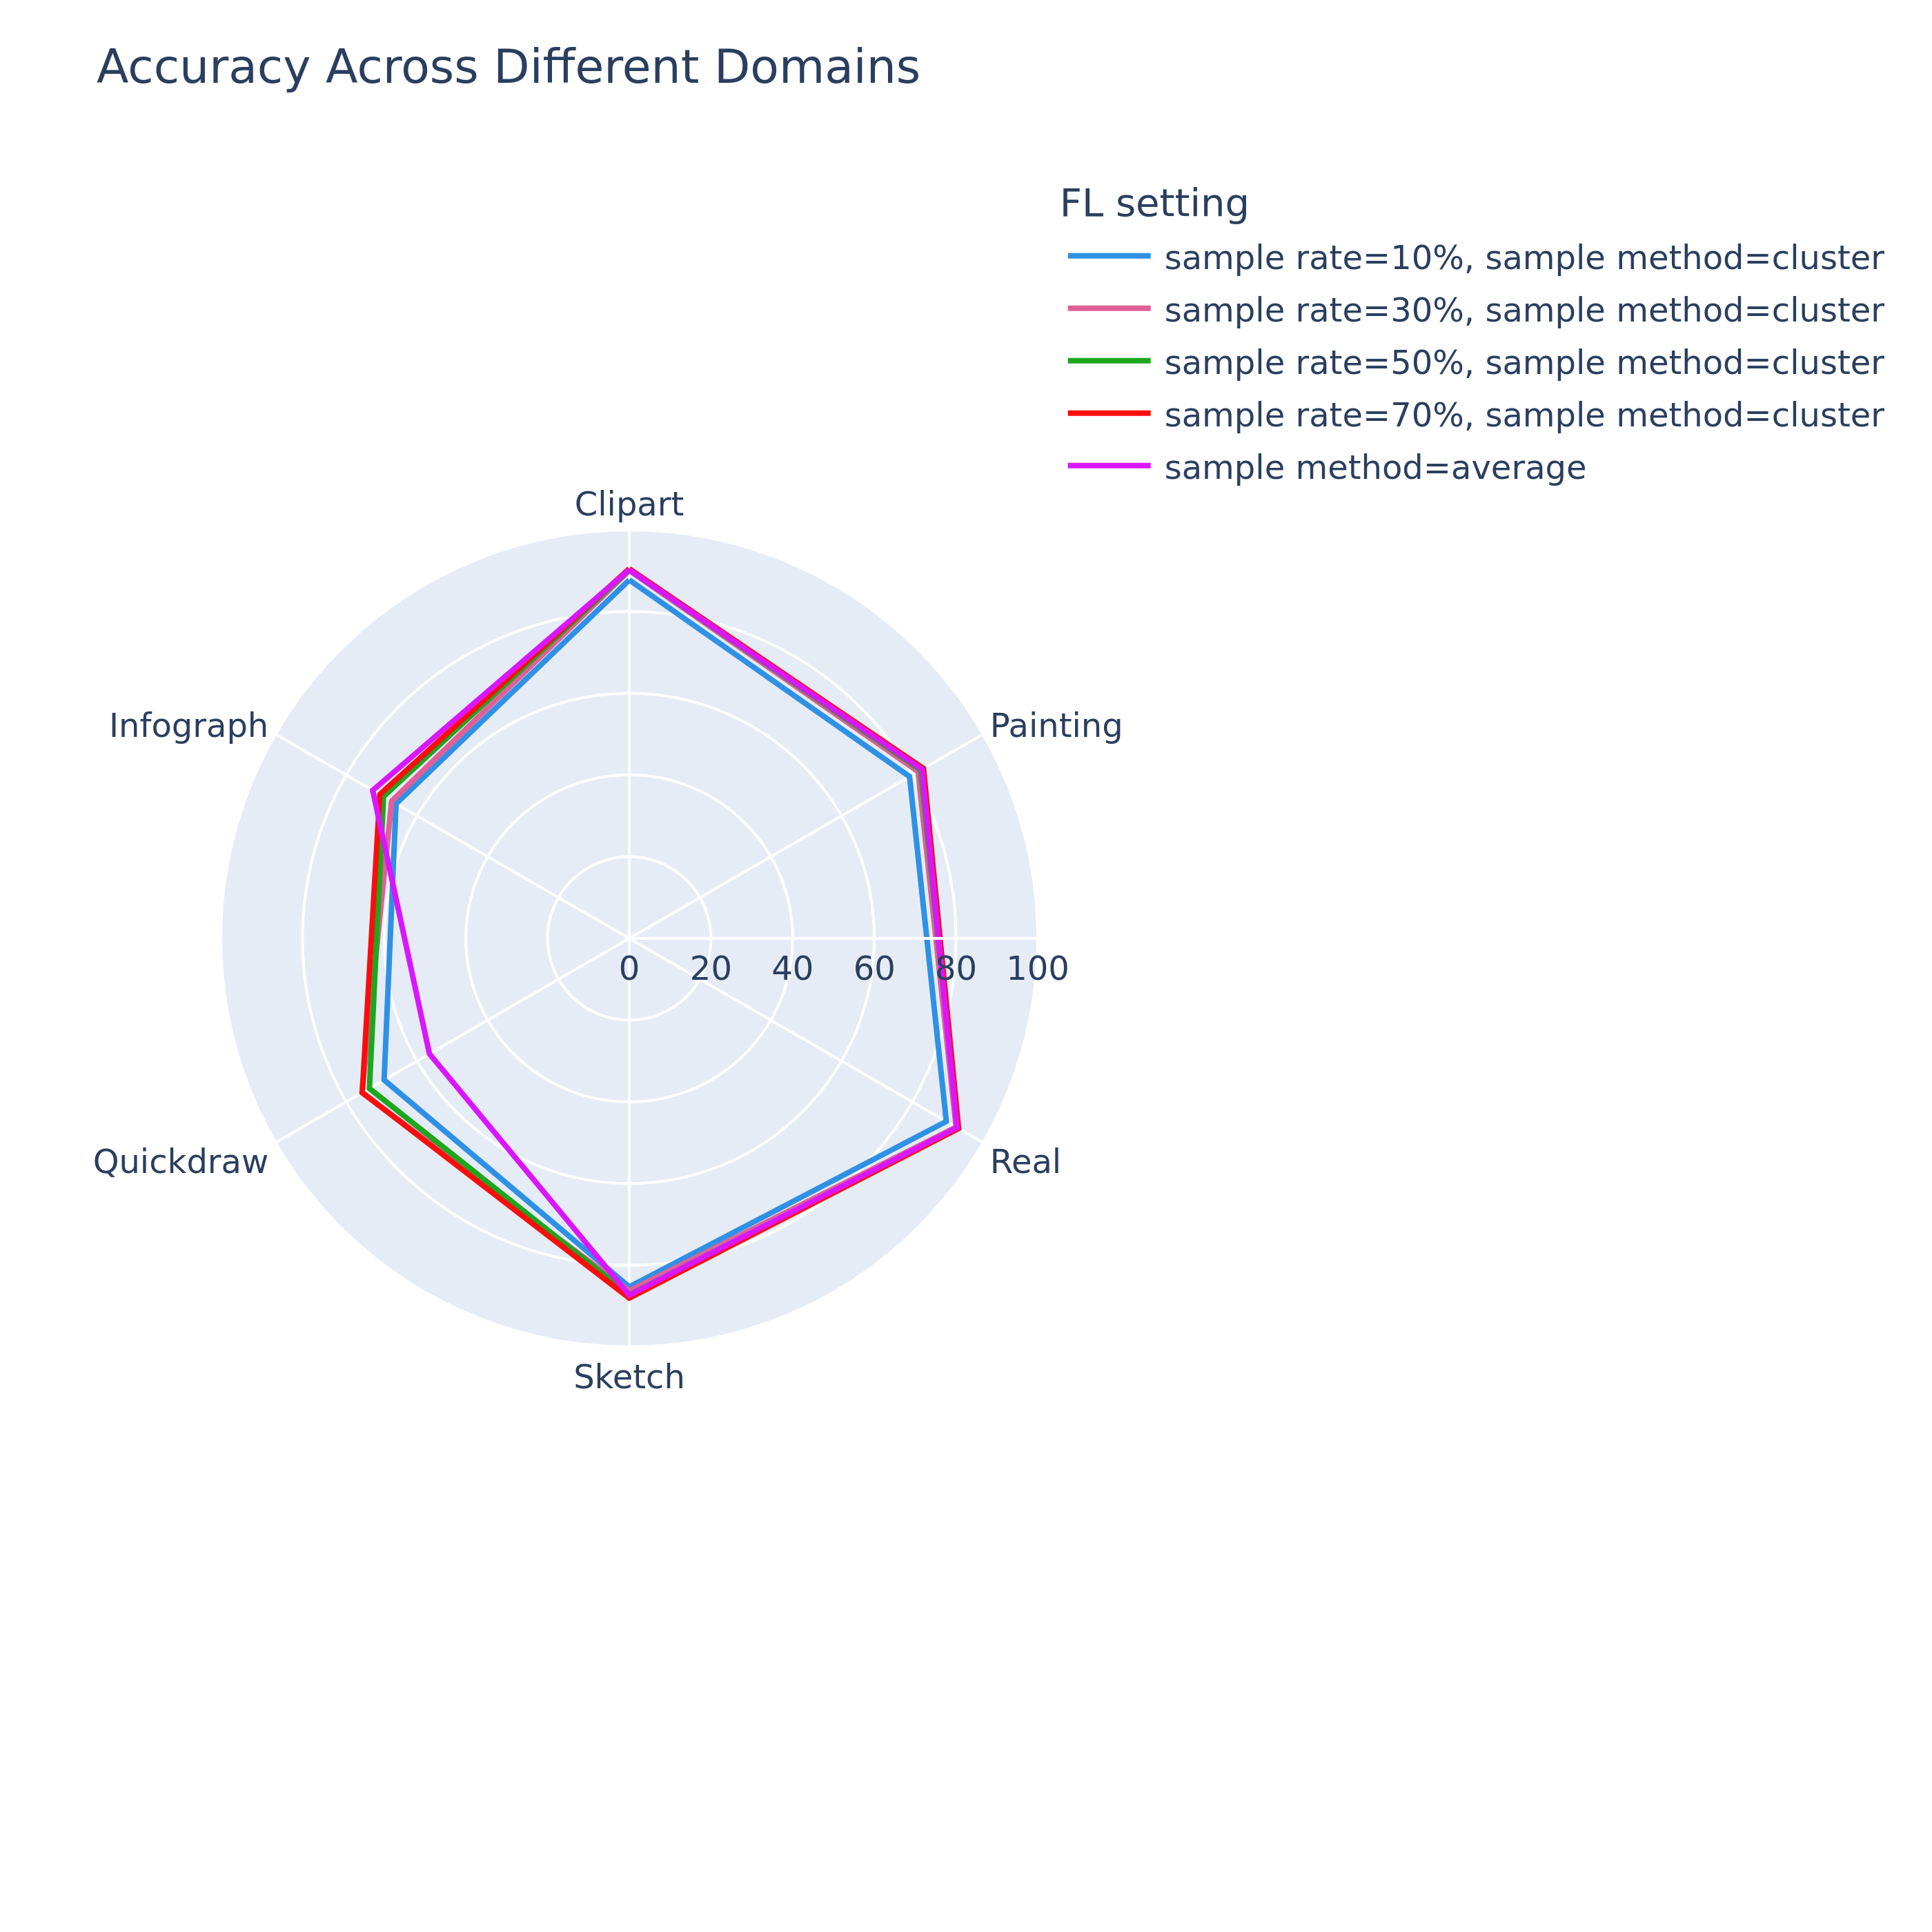 Accuracy Across Different Domains
FL setting
sample rate=10%, sample method=cluster
sample rate=30%, sample method=cluster
sample rate=50%, sample method=cluster
sample rate=70%, sample method=cluster
sample method=average
Clipart
Infograph
Painting
0 20 40 60 80 100
Quickdraw
Real
Sketch